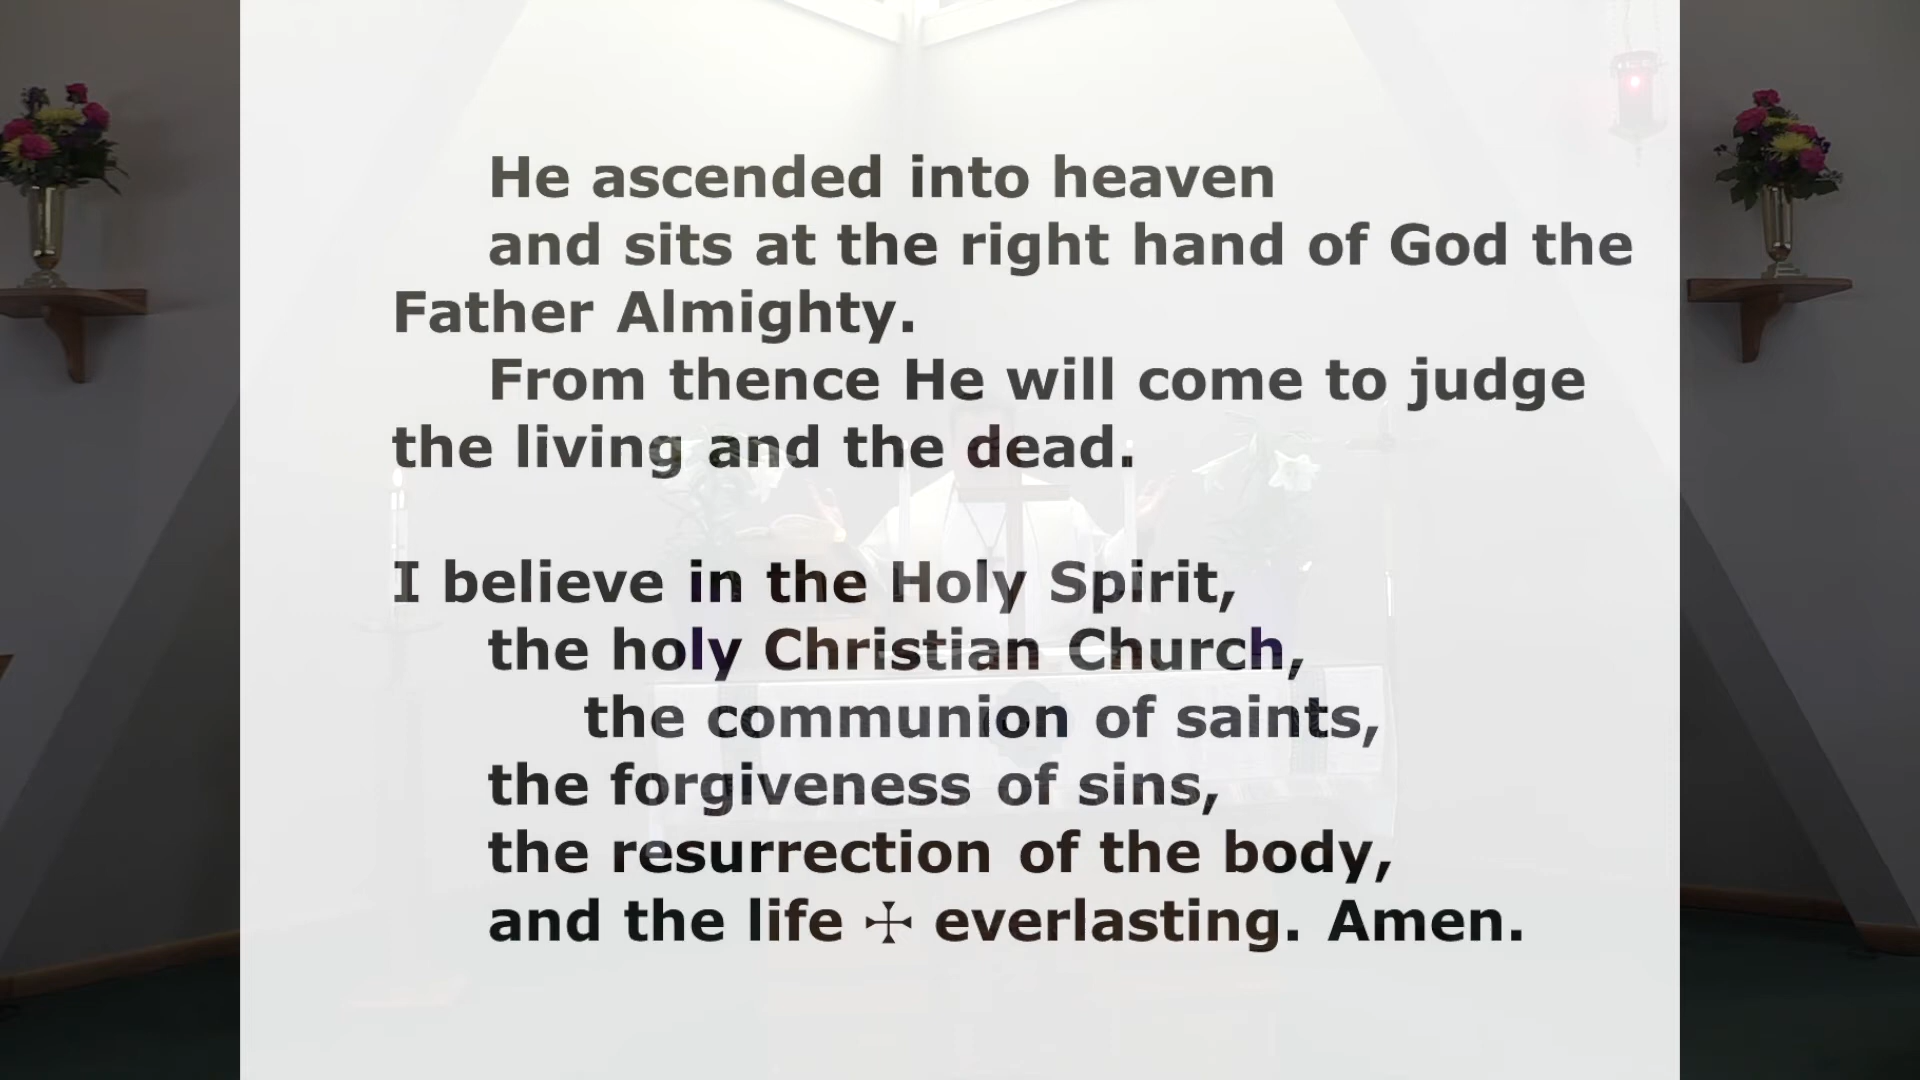 He ascended into heaven
and sits at the right hand of God the
Father Almighty.
From thence He will come to judge
the living and the dead.
I believe in the Holy Spirit,
the holy Christian Church,
the communion of saints,
the forgiveness of sins,
the resurrection of the body,
and the life ☩ everlasting. Amen.